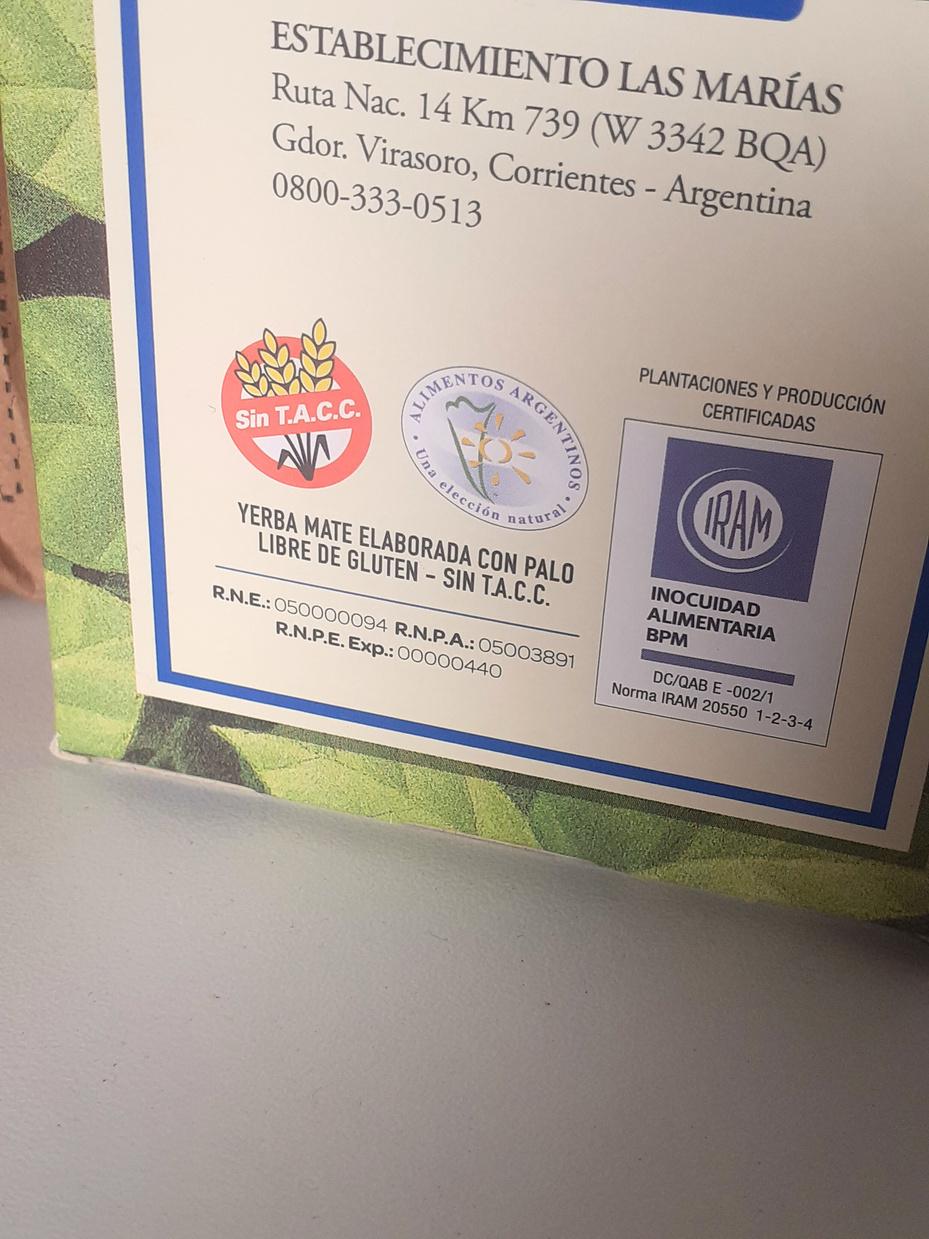 ESTABLECIMIENTO LAS MARÍAS
Ruta Nac. 14 Km 739 (W 3342 BQA)
Gdor. Virasoro, Corrientes - Argentina
0800-333-0513
Sin T.A.C.C.
ALIMENTOS ARGENTINOS
• Una elección natural •
YERBA MATE ELABORADA CON PALO
LIBRE DE GLUTEN – SIN T.A.C.C.
R.N.E.: 050000094 R.N.P.A.: 05003891
R.N.P.E. Exp.: 00000440
PLANTACIONES Y PRODUCCIÓN
CERTIFICADAS
IRAM
INOCUIDAD
ALIMENTARIA
BPM
DC/QAB E -002/1
Norma IRAM 20550 1-2-3-4